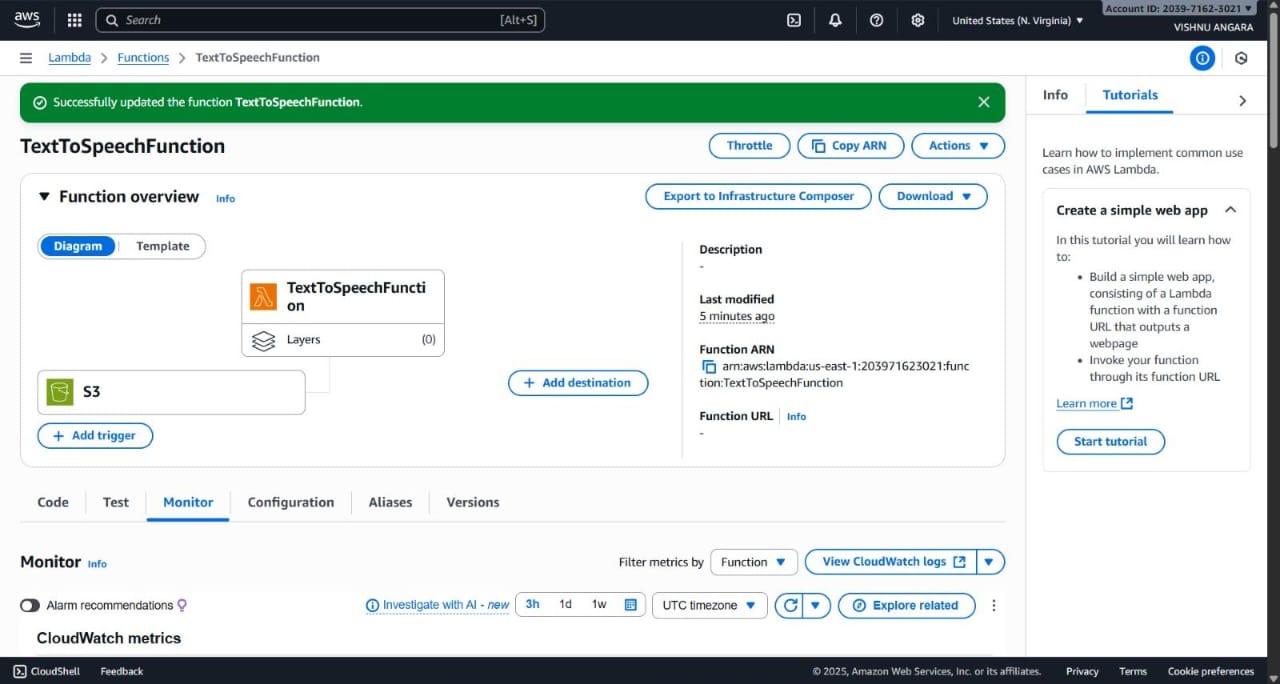 aws
Search [Alt+S]
United States (N. Virginia)
Account ID: 2039-7162-3021
VISHNU ANGARA
Lambda
Functions
TextToSpeechFunction
Successfully updated the function TextToSpeechFunction.
TextToSpeechFunction
Throttle
Copy ARN
Actions
Function overview Info
Export to Infrastructure Composer
Download
Diagram
Template
TextToSpeechFuncti
on
Layers (0)
S3
Add trigger
Add destination
Description
-
Last modified
5 minutes ago
Function ARN
arn:aws:lambda:us-east-1:203971623021:func
tion:TextToSpeechFunction
Function URL Info
-
Code
Test
Monitor
Configuration
Aliases
Versions
Monitor Info
Filter metrics by Function
View CloudWatch logs
Alarm recommendations
Investigate with AI - new
3h 1d 1w
UTC timezone
Explore related
CloudWatch metrics
Info
Tutorials
Learn how to implement common use
cases in AWS Lambda.
Create a simple web app
In this tutorial you will learn how
to:
• Build a simple web app,
consisting of a Lambda
function with a function
URL that outputs a
webpage
• Invoke your function
through its function URL
Learn more
Start tutorial
CloudShell
Feedback
© 2025, Amazon Web Services, Inc. or its affiliates.
Privacy
Terms
Cookie preferences